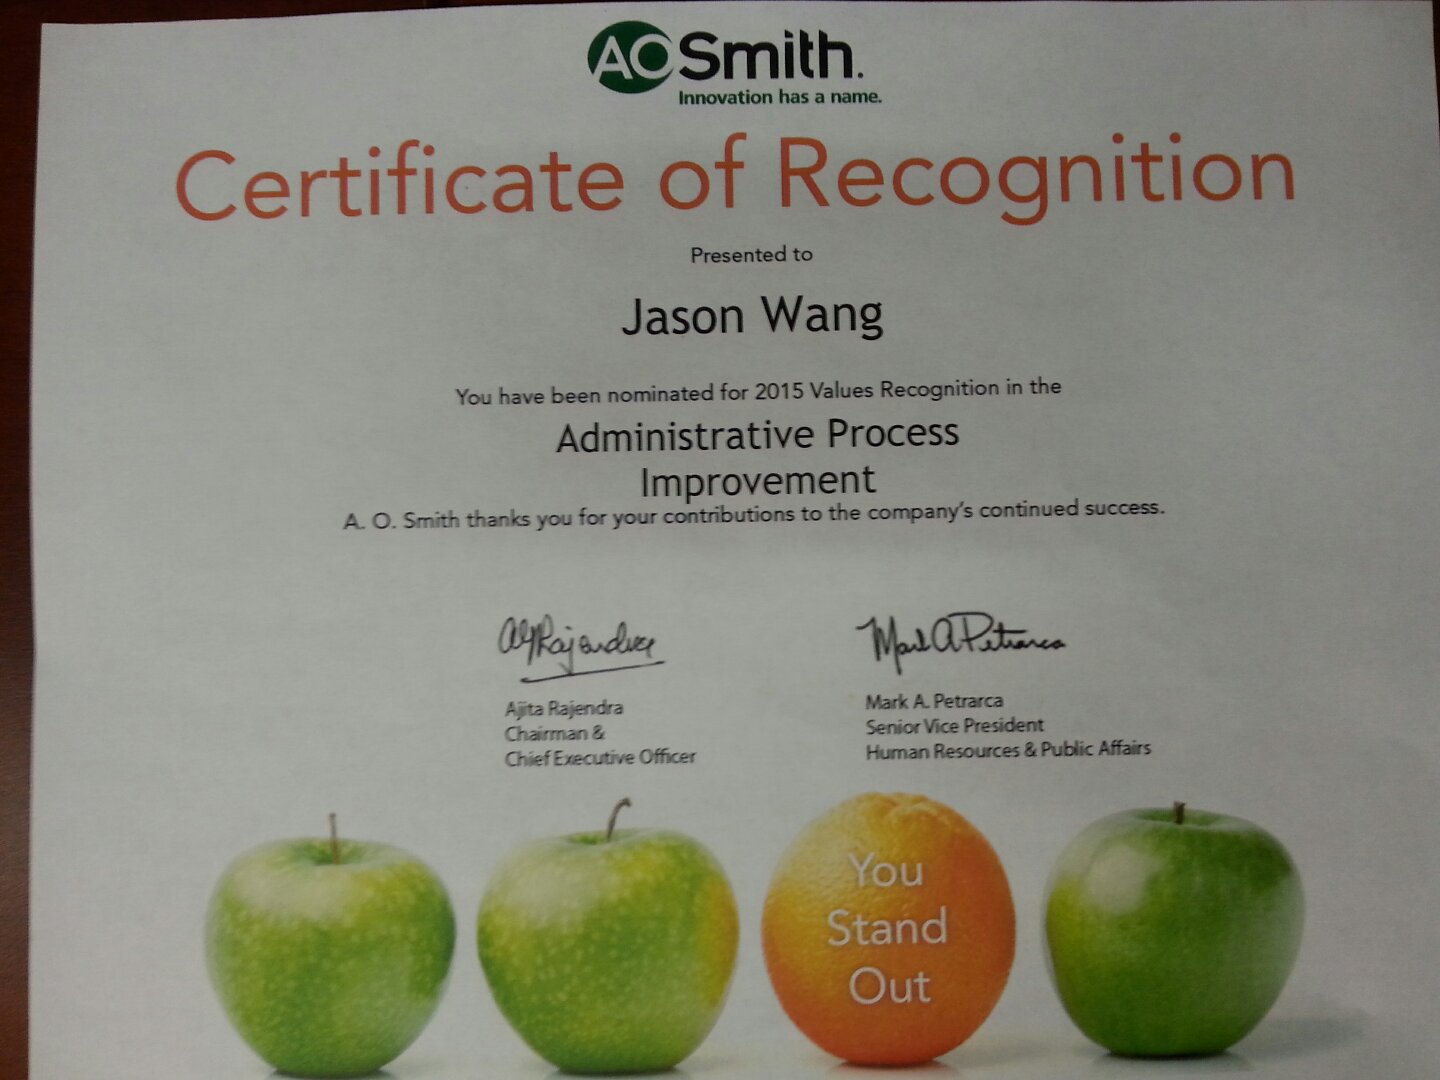 AO Smith.
Innovation has a name.
Certificate of Recognition
Presented to
Jason Wang
You have been nominated for 2015 Values Recognition in the
Administrative Process
Improvement
A. O. Smith thanks you for your contributions to the company's continued success.
Ajita Rajendra
Chairman &
Chief Executive Officer
Mark A Petrarca
Mark A. Petrarca
Senior Vice President
Human Resources & Public Affairs
You
Stand
Out